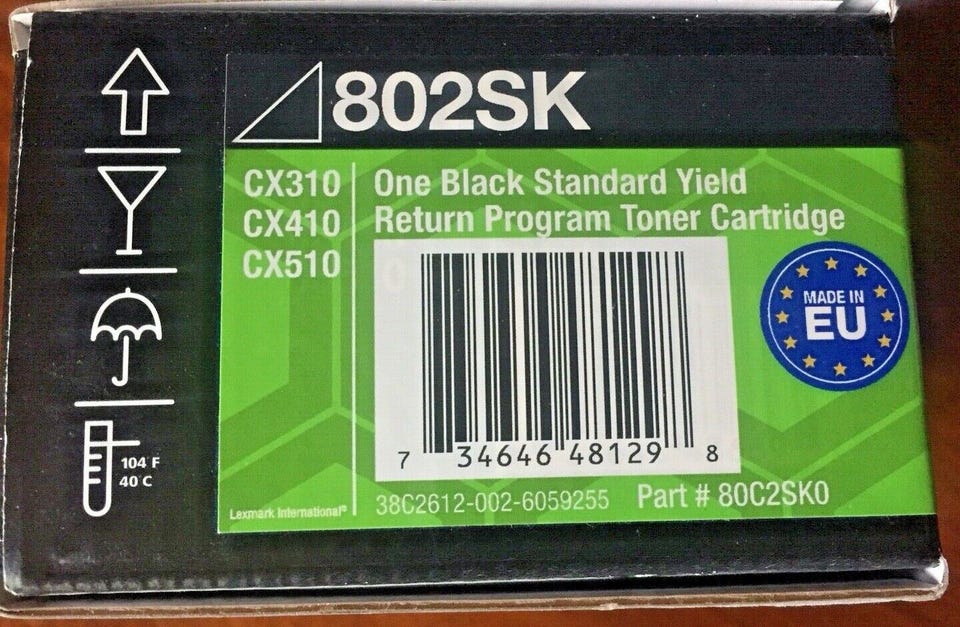 802SK
CX310
CX410
CX510
One Black Standard Yield
Return Program Toner Cartridge
MADE IN
EU
7 34646 48129 8
104 F
40 C
Lexmark International®
38C2612-002-6059255 Part # 80C2SK0